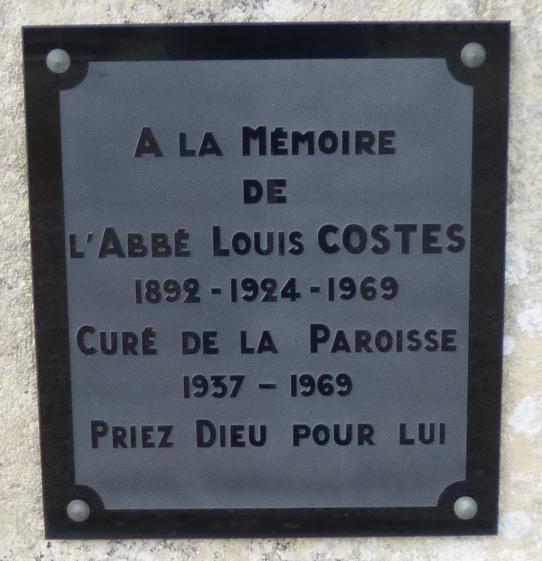 A LA MÉMOIRE
DE
L'ABBÉ LOUIS COSTES
1892 - 1924 - 1969
CURÉ DE LA PAROISSE
1937 - 1969
PRIEZ DIEU POUR LUI